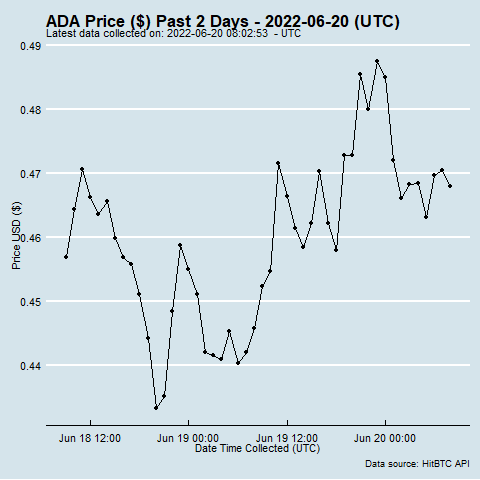 ADA Price ($) Past 2 Days - 2022-06-20 (UTC)
Latest data collected on: 2022-06-20 08:02:53  - UTC
0.49
0.48
0.47
0.46
0.45
0.44
Price USD ($)
Jun 18 12:00
Jun 19 00:00
Jun 19 12:00
Jun 20 00:00
Date Time Collected (UTC)
Data source: HitBTC API